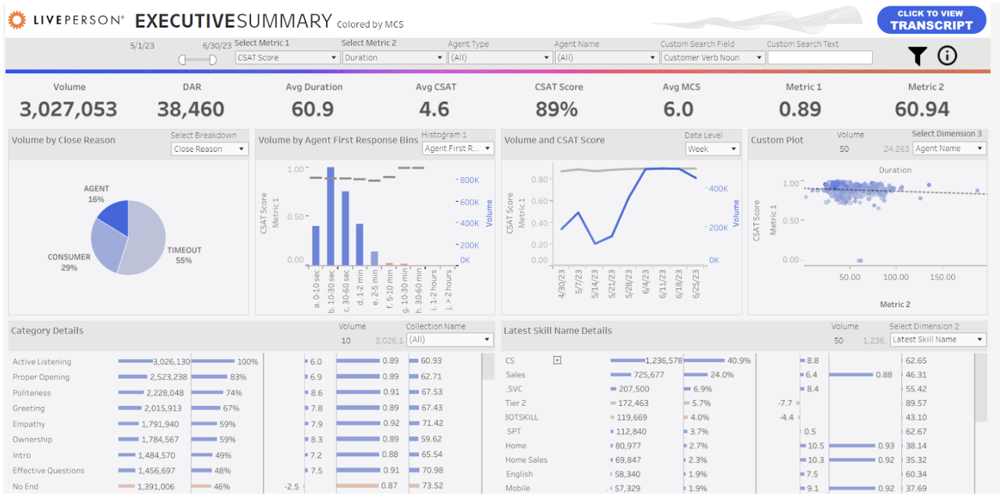 LIVEPERSON® EXECUTIVESUMMARY Colored by MCS
CLICK TO VIEW
TRANSCRIPT
5/1/23 6/30/23
Select Metric 1 Select Metric 2 Agent Type Agent Name Custom Search Field Custom Search Text
CSAT Score Duration (All) (All) Customer Verb Noun
Volume DAR Avg Duration Avg CSAT CSAT Score Avg MCS Metric 1 Metric 2
3,027,053 38,460 60.9 4.6 89% 6.0 0.89 60.94
Volume by Close Reason
Select Breakdown
Close Reason
AGENT
16%
CONSUMER
29%
TIMEOUT
55%
Volume by Agent First Response Bins
Histogram 1
Agent First R...
1.00
0.50
0.00
CSAT Score
Metric 1
800K
600K
400K
200K
0K
Volume
a. 0-10 sec
b. 10-30 sec
c. 30-60 sec
d. 1-2 min
e. 2-5 min
f. 5-10 min
g. 10-30 min
h. 30-60 min
i. 1-2 hours
j. > 2 hours
Volume and CSAT Score
Date Level
Week
0.80
0.60
0.40
0.20
0.00
CSAT Score
Metric 1
400K
200K
0K
Volume
4/30/23
5/7/23
5/14/23
5/21/23
5/28/23
6/4/23
6/11/23
6/18/23
6/25/23
Custom Plot
Volume
50 24,263
Select Dimension 3
Agent Name
Duration
1.00
0.50
0.00
CSAT Score
Metric 1
50.00 100.00 150.00
Metric 2
Category Details
Volume
10 3,026,1
Collection Name
(All)
Active Listening 3,026,130 100% 6.0 0.89 60.93
Proper Opening 2,523,238 83% 6.9 0.89 62.71
Politeness 2,228,048 74% 8.6 0.91 67.53
Greeting 2,015,913 67% 7.8 0.89 67.43
Empathy 1,791,940 59% 7.9 0.92 71.42
Ownership 1,784,567 59% 8.3 0.89 59.62
Intro 1,484,570 49% 7.2 0.88 65.54
Effective Questions 1,456,697 48% 7.5 0.91 70.98
No End 1,391,006 46% -2.5 0.87 73.52
Latest Skill Name Details
Volume
50 1,236,
Select Dimension 2
Latest Skill Name
CS 1,236,578 40.9% 8.8 62.65
Sales 725,677 24.0% 6.4 0.88 46.31
_SVC 207,500 6.9% 8.4 55.42
Tier 2 172,463 5.7% -7.7 89.57
BOTSKILL 119,669 4.0% -4.4 43.10
SPT 112,840 3.7% 0.5 62.67
Home 80,977 2.7% 10.5 0.93 38.14
Home Sales 69,847 2.3% 10.3 0.92 35.32
English 58,340 1.9% 7.5 60.34
Mobile 57,329 1.9% 9.1 0.92 37.69